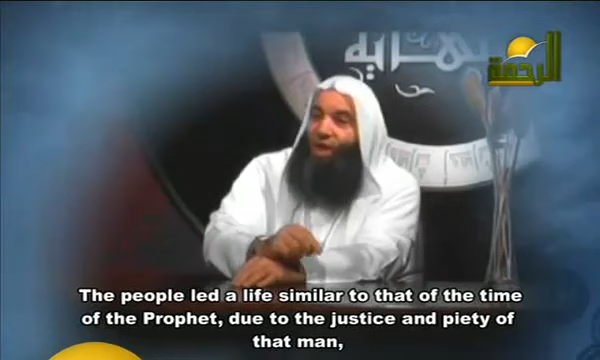 الرحمة
The people led a life similar to that of the time
of the Prophet, due to the justice and piety of
that man,